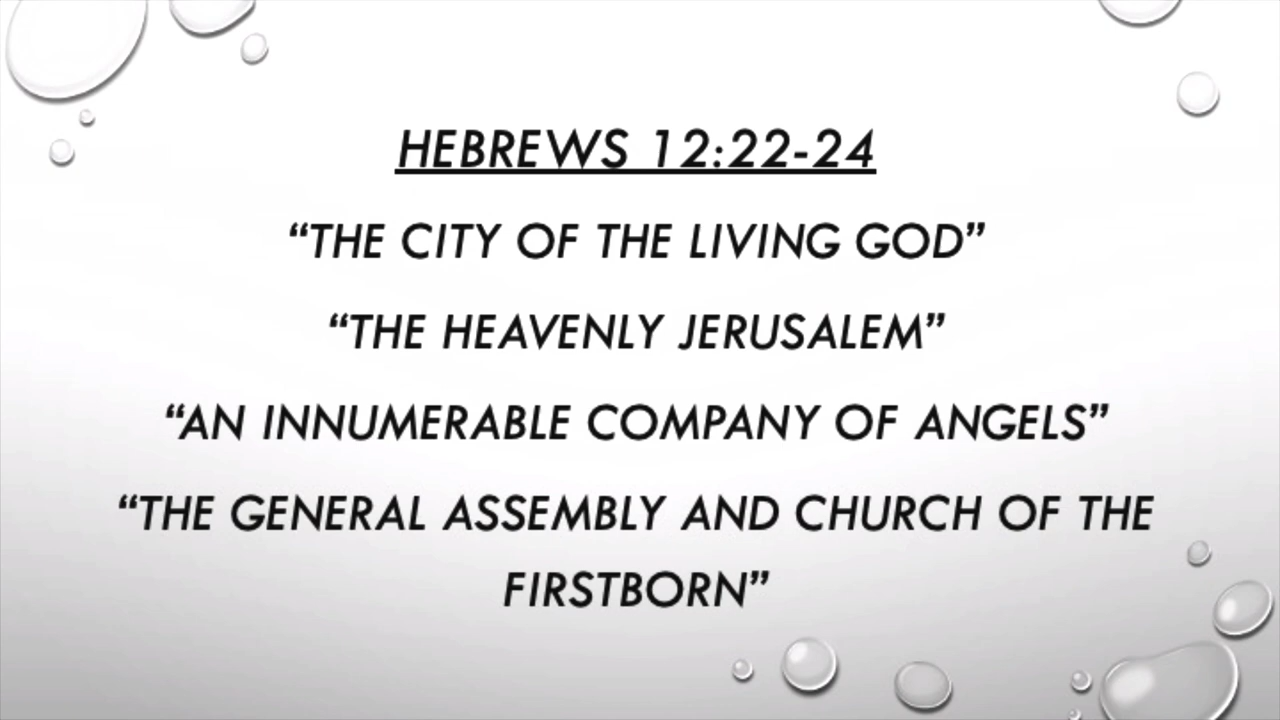 HEBREWS 12:22-24
“THE CITY OF THE LIVING GOD”
“THE HEAVENLY JERUSALEM”
“AN INNUMERABLE COMPANY OF ANGELS”
“THE GENERAL ASSEMBLY AND CHURCH OF THE
FIRSTBORN”